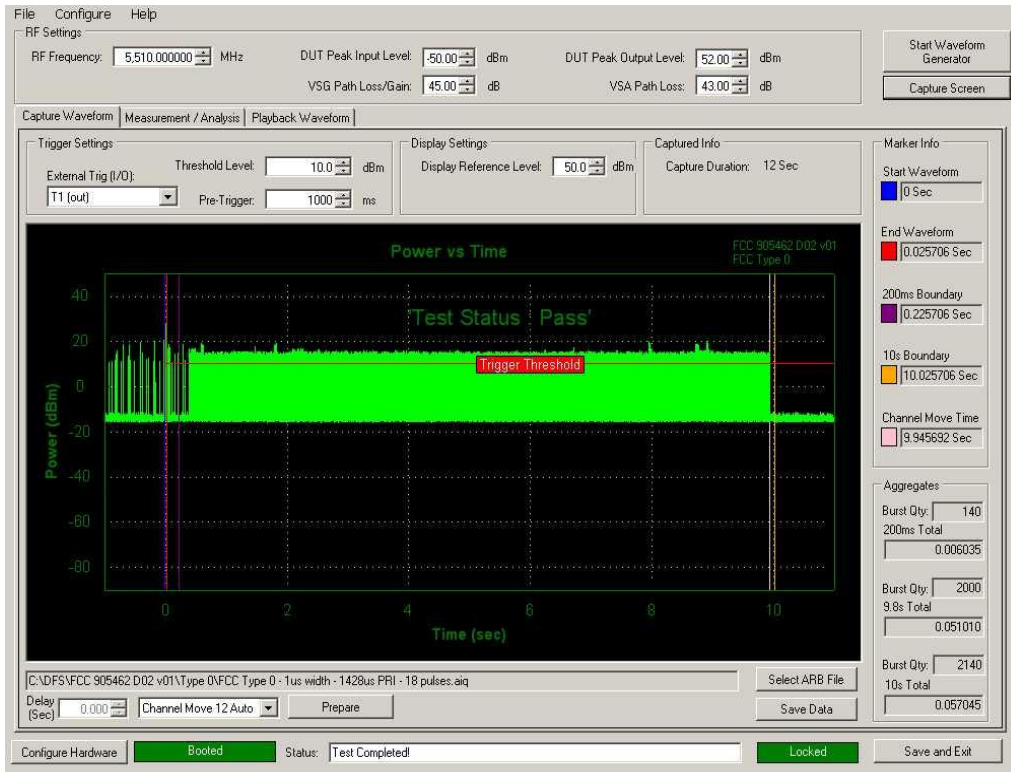 File Configure Help
RF Settings
RF Frequency: 5,510.000000 MHz
DUT Peak Input Level: -50.00 dBm
DUT Peak Output Level: 52.00 dBm
VSG Path Loss/Gain: 45.00 dB
VSA Path Loss: 43.00 dB
Start Waveform Generator
Capture Screen
Capture Waveform Measurement / Analysis Playback Waveform
Trigger Settings
External Trig (I/O):
T1 (out)
Threshold Level: 10.0 dBm
Pre-Trigger: 1000 ms
Display Settings
Display Reference Level: 50.0 dBm
Captured Info
Capture Duration: 12 Sec
Marker Info
Start Waveform
0 Sec
End Waveform
0.025706 Sec
200ms Boundary
0.225706 Sec
10s Boundary
10.025706 Sec
Channel Move Time
9.945692 Sec
Power vs Time
FCC 905462 D02 v01
FCC Type 0
'Test Status : Pass'
Trigger Threshold
Power (dBm)
40
20
0
-20
-40
-60
-80
0 2 4 6 8 10
Time (sec)
Aggregates
Burst Qty: 140
200ms Total
0.006035
Burst Qty: 2000
9.8s Total
0.051010
Burst Qty: 2140
10s Total
0.057045
C:\DFS\FCC 905462 D02 v01\Type 0\FCC Type 0 - 1us width - 1428us PRI - 18 pulses.aiq
Select ARB File
Delay (Sec) 0.000
Channel Move 12 Auto
Prepare
Save Data
Configure Hardware
Booted
Status: Test Completed!
Locked
Save and Exit